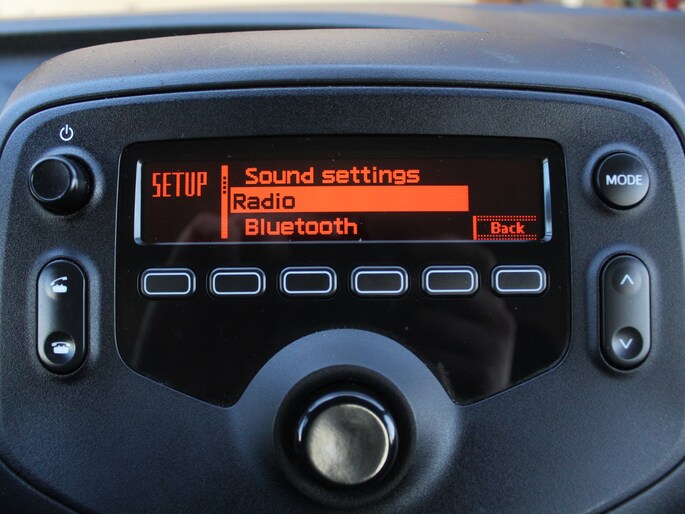 SETUP
Sound settings
Radio
Bluetooth
Back
MODE